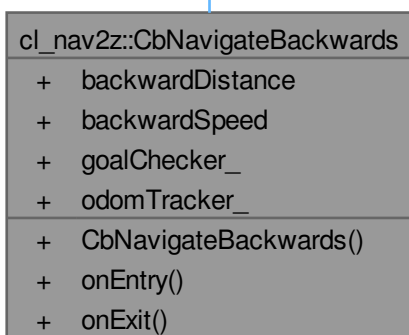 cl_nav2z::CbNavigateBackwards
+ backwardDistance
+ backwardSpeed
+ goalChecker_
+ odomTracker_
+ CbNavigateBackwards()
+ onEntry()
+ onExit()